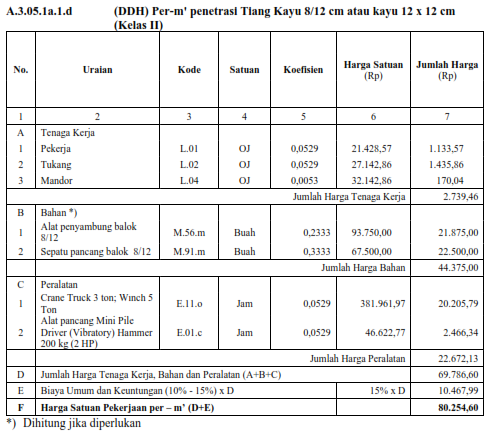 A.3.05.1a.1.d (DDH) Per-m' penetrasi Tiang Kayu 8/12 cm atau kayu 12 x 12 cm
(Kelas II)
No. Uraian Kode Satuan Koefisien Harga Satuan (Rp) Jumlah Harga (Rp)
1 2 3 4 5 6 7
A Tenaga Kerja
1 Pekerja L.01 OJ 0,0529 21.428,57 1.133,57
2 Tukang L.02 OJ 0,0529 27.142,86 1.435,86
3 Mandor L.04 OJ 0,0053 32.142,86 170,04
Jumlah Harga Tenaga Kerja 2.739,46
B Bahan *)
1 Alat penyambung balok 8/12 M.56.m Buah 0,2333 93.750,00 21.875,00
2 Sepatu pancang balok 8/12 M.91.m Buah 0,3333 67.500,00 22.500,00
Jumlah Harga Bahan 44.375,00
C Peralatan
1 Crane Truck 3 ton; Winch 5 Ton E.11.o Jam 0,0529 381.961,97 20.205,79
2 Alat pancang Mini Pile Driver (Vibratory) Hammer 200 kg (2 HP) E.01.c Jam 0,0529 46.622,77 2.466,34
Jumlah Harga Peralatan 22.672,13
D Jumlah Harga Tenaga Kerja, Bahan dan Peralatan (A+B+C) 69.786,60
E Biaya Umum dan Keuntungan (10% - 15%) x D 15% x D 10.467,99
F Harga Satuan Pekerjaan per – m' (D+E) 80.254,60
*) Dihitung jika diperlukan